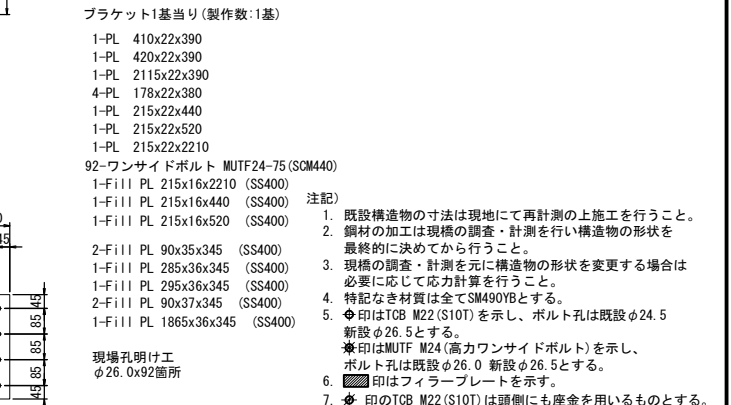 ブラケット1基当り(製作数:1基)
1-PL 410x22x390
1-PL 420x22x390
1-PL 2115x22x390
4-PL 178x22x380
1-PL 215x22x440
1-PL 215x22x520
1-PL 215x22x2210
92-ワンサイドボルト MUTF24-75(SCM440)
1-Fill PL 215x16x2210 (SS400)
1-Fill PL 215x16x440 (SS400)
1-Fill PL 215x16x520 (SS400)
2-Fill PL 90x35x345 (SS400)
1-Fill PL 285x36x345 (SS400)
1-Fill PL 295x36x345 (SS400)
2-Fill PL 90x37x345 (SS400)
1-Fill PL 1865x36x345 (SS400)
現場孔明け工
φ26.0x92箇所
注記)
1. 既設構造物の寸法は現地にて再計測の上施工を行うこと。
2. 鋼材の加工は現橋の調査・計測を行い構造物の形状を
最終的に決めてから行うこと。
3. 現橋の調査・計測を元に構造物の形状を変更する場合は
必要に応じて応力計算を行うこと。
4. 特記なき材質は全てSM490YBとする。
5. 印はTCB M22(S10T)を示し、ボルト孔は既設φ24.5
新設φ26.5とする。
印はMUTF M24(高力ワンサイドボルト)を示し、
ボルト孔は既設φ26.0 新設φ26.5とする。
6. 印はフィラープレートを示す。
7. 印のTCB M22(S10T)は頭側にも座金を用いるものとする。
45
45
85
85
85
45